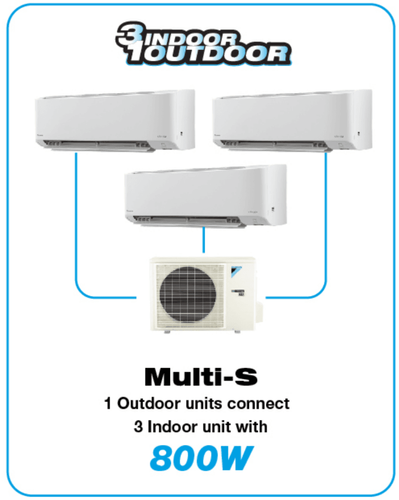 3 INDOOR
1 OUTDOOR
Multi-S
1 Outdoor units connect
3 Indoor unit with
800W